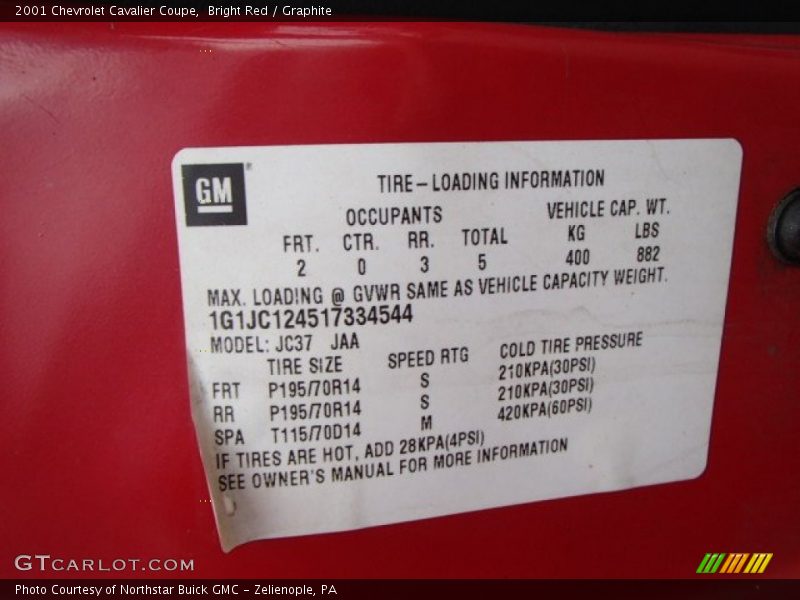 2001 Chevrolet Cavalier Coupe, Bright Red / Graphite
GM
TIRE – LOADING INFORMATION
OCCUPANTS VEHICLE CAP. WT.
FRT. CTR. RR. TOTAL KG LBS
2 0 3 5 400 882
MAX. LOADING @ GVWR SAME AS VEHICLE CAPACITY WEIGHT.
1G1JC124517334544
MODEL: JC37 JAA
TIRE SIZE SPEED RTG COLD TIRE PRESSURE
FRT P195/70R14 S 210KPA(30PSI)
RR P195/70R14 S 210KPA(30PSI)
SPA T115/70D14 M 420KPA(60PSI)
IF TIRES ARE HOT, ADD 28KPA(4PSI)
SEE OWNER'S MANUAL FOR MORE INFORMATION
GTCARLOT.COM
Photo Courtesy of Northstar Buick GMC – Zelienople, PA